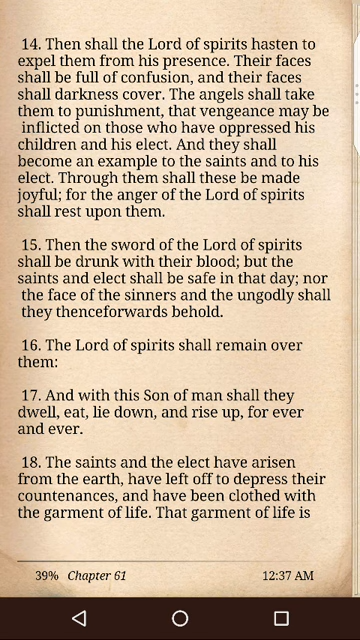 14. Then shall the Lord of spirits hasten to
expel them from his presence. Their faces
shall be full of confusion, and their faces
shall darkness cover. The angels shall take
them to punishment, that vengeance may be
inflicted on those who have oppressed his
children and his elect. And they shall
become an example to the saints and to his
elect. Through them shall these be made
joyful; for the anger of the Lord of spirits
shall rest upon them.
15. Then the sword of the Lord of spirits
shall be drunk with their blood; but the
saints and elect shall be safe in that day; nor
the face of the sinners and the ungodly shall
they thenceforwards behold.
16. The Lord of spirits shall remain over
them:
17. And with this Son of man shall they
dwell, eat, lie down, and rise up, for ever
and ever.
18. The saints and the elect have arisen
from the earth, have left off to depress their
countenances, and have been clothed with
the garment of life. That garment of life is
39% Chapter 61 12:37 AM